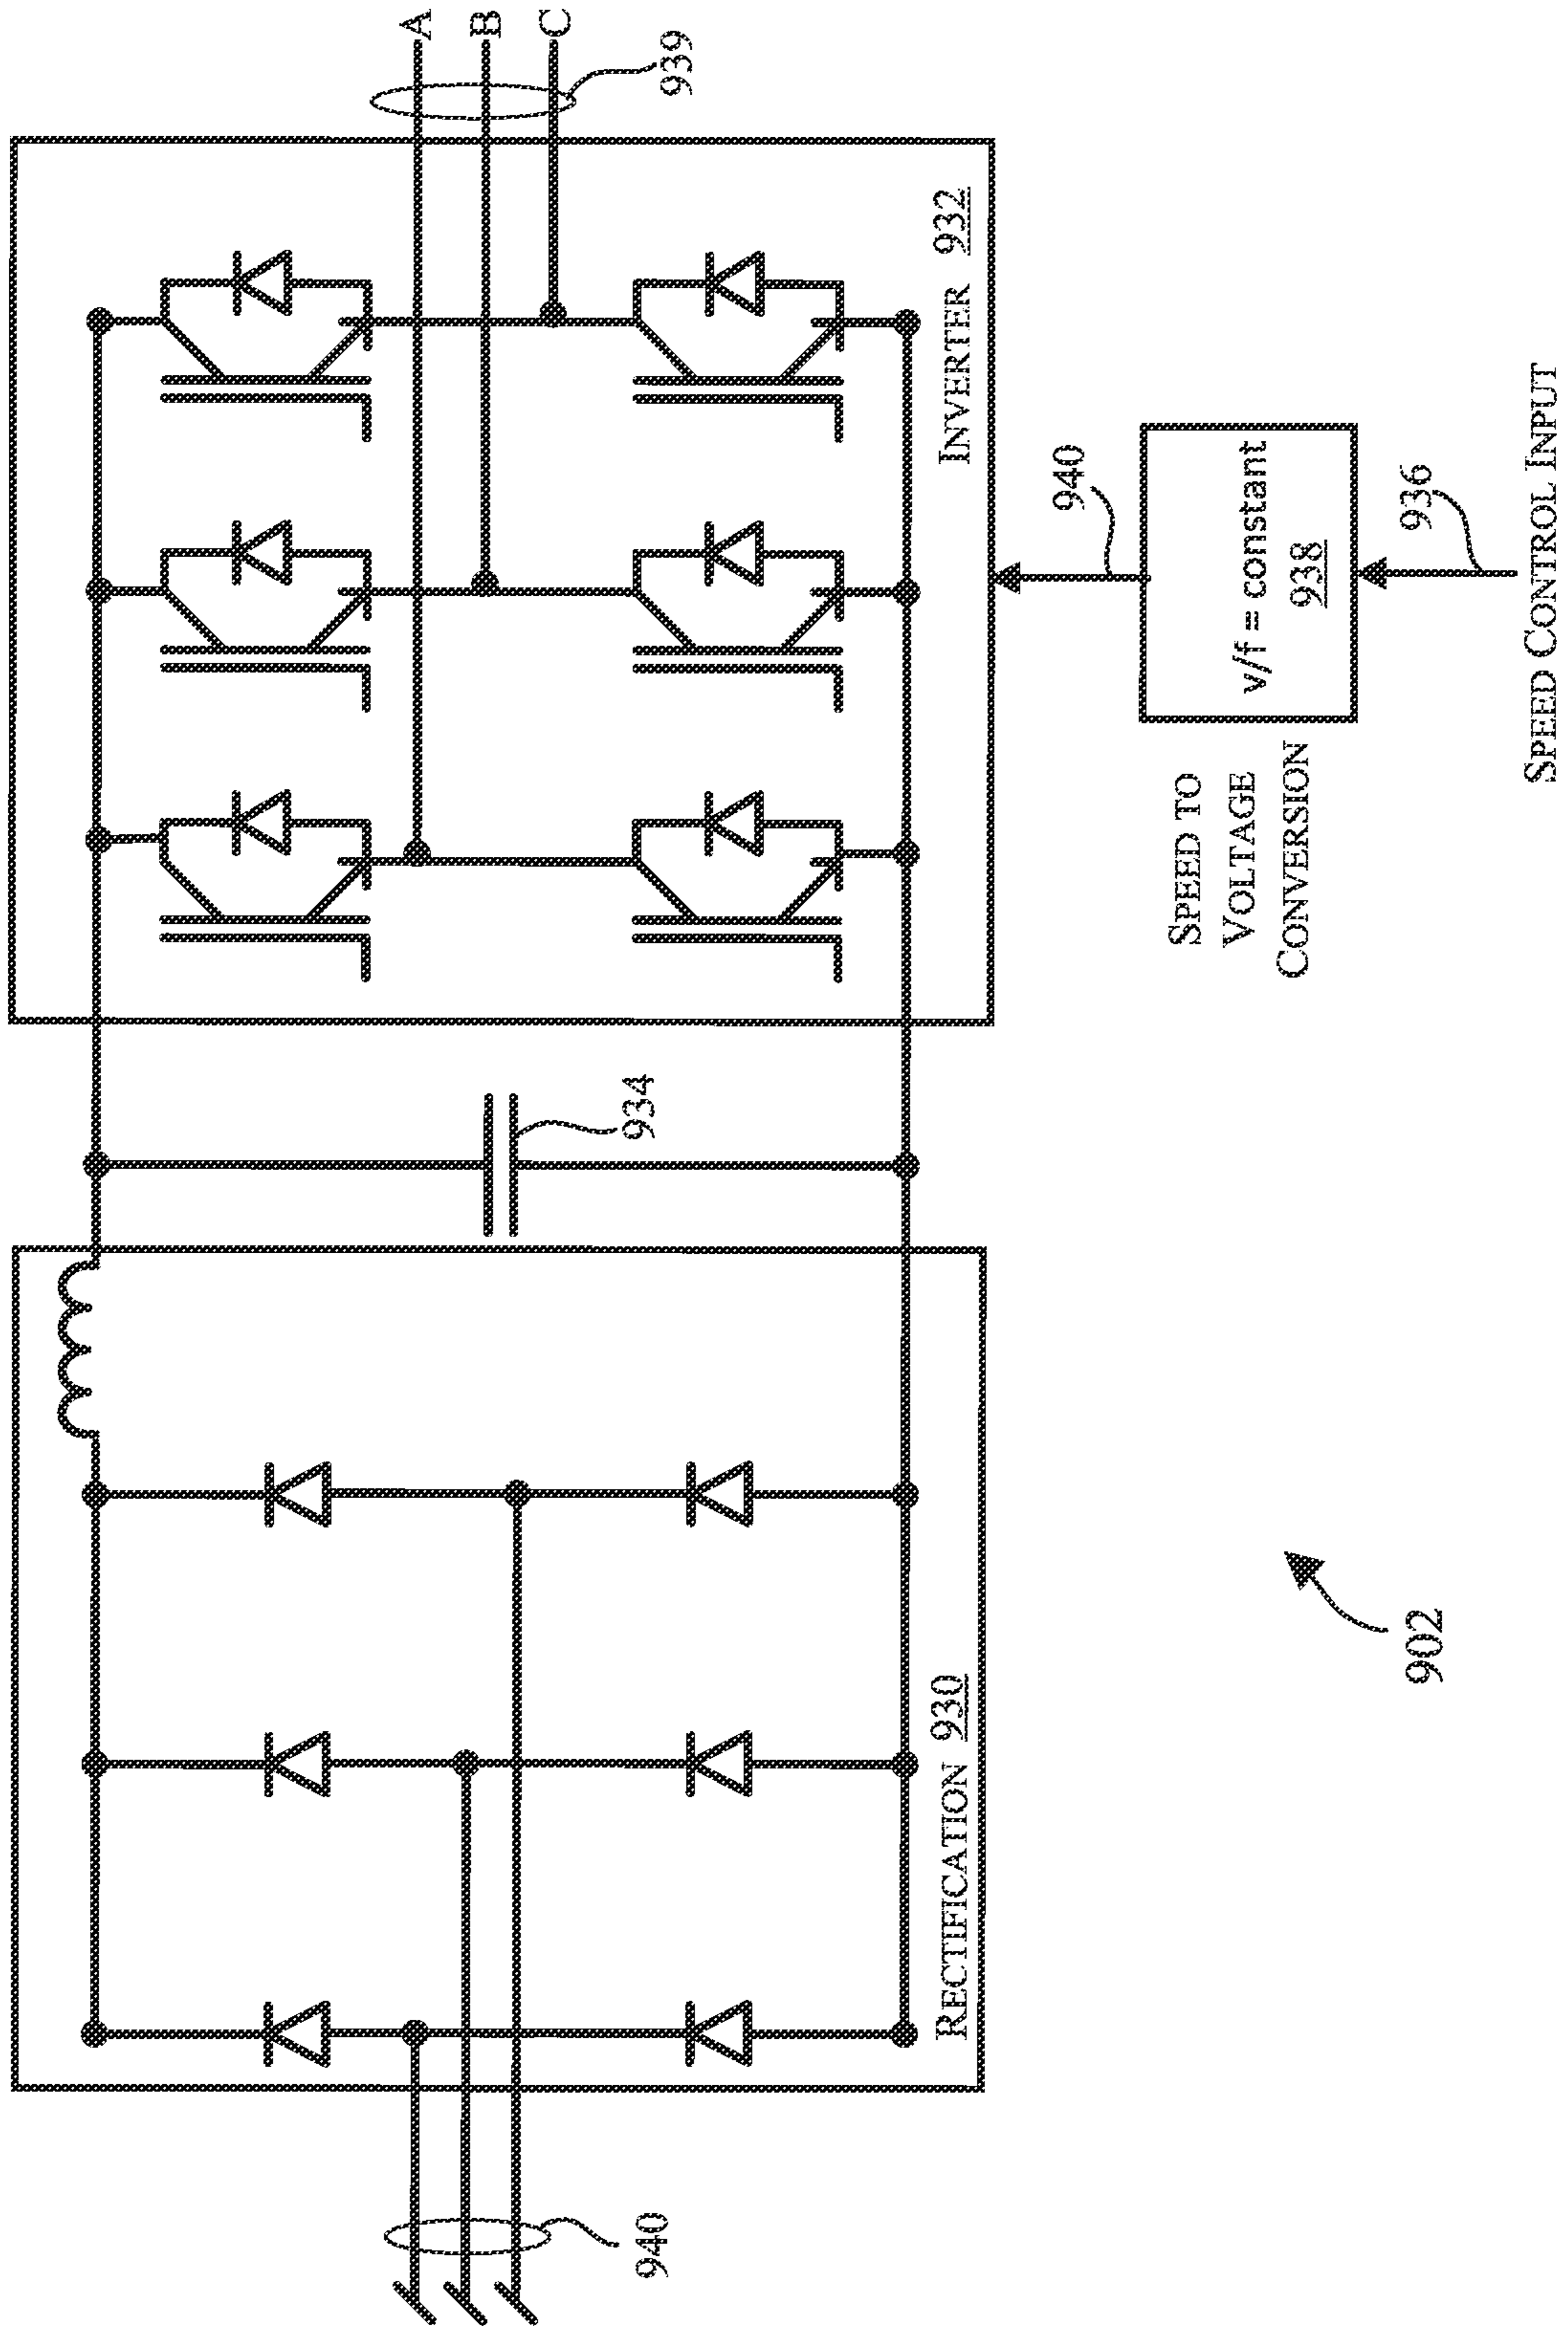 A
B
C
939
INVERTER 932
934
940
RECTIFICATION 930
940
SPEED TO
VOLTAGE
CONVERSION
v/f = constant
938
936
SPEED CONTROL INPUT
902